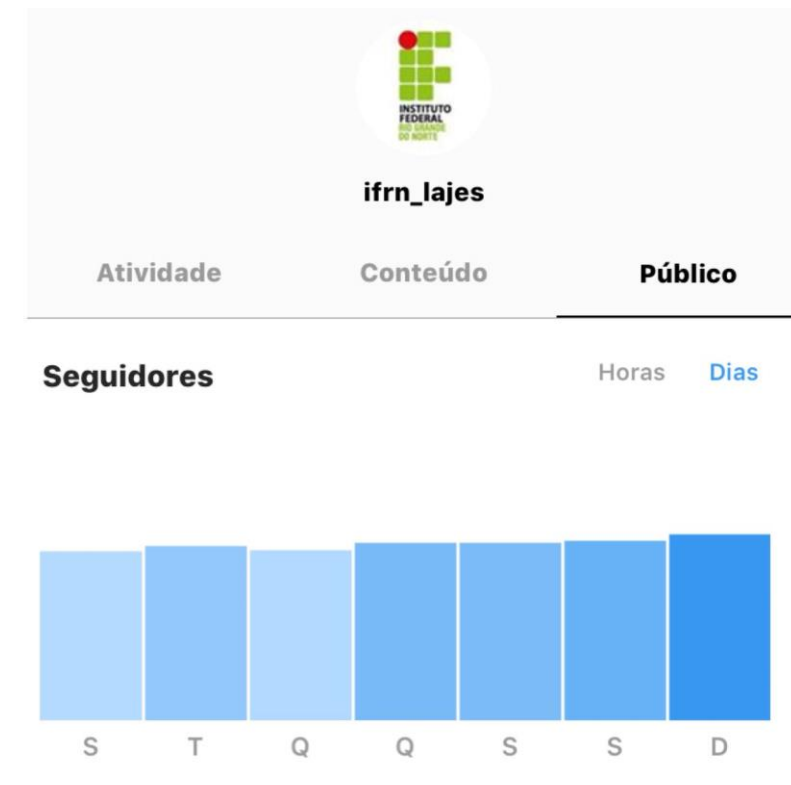 INSTITUTO
FEDERAL
RIO GRANDE
DO NORTE
ifrn_lajes
Atividade Conteúdo Público
Seguidores Horas Dias
S T Q Q S S D